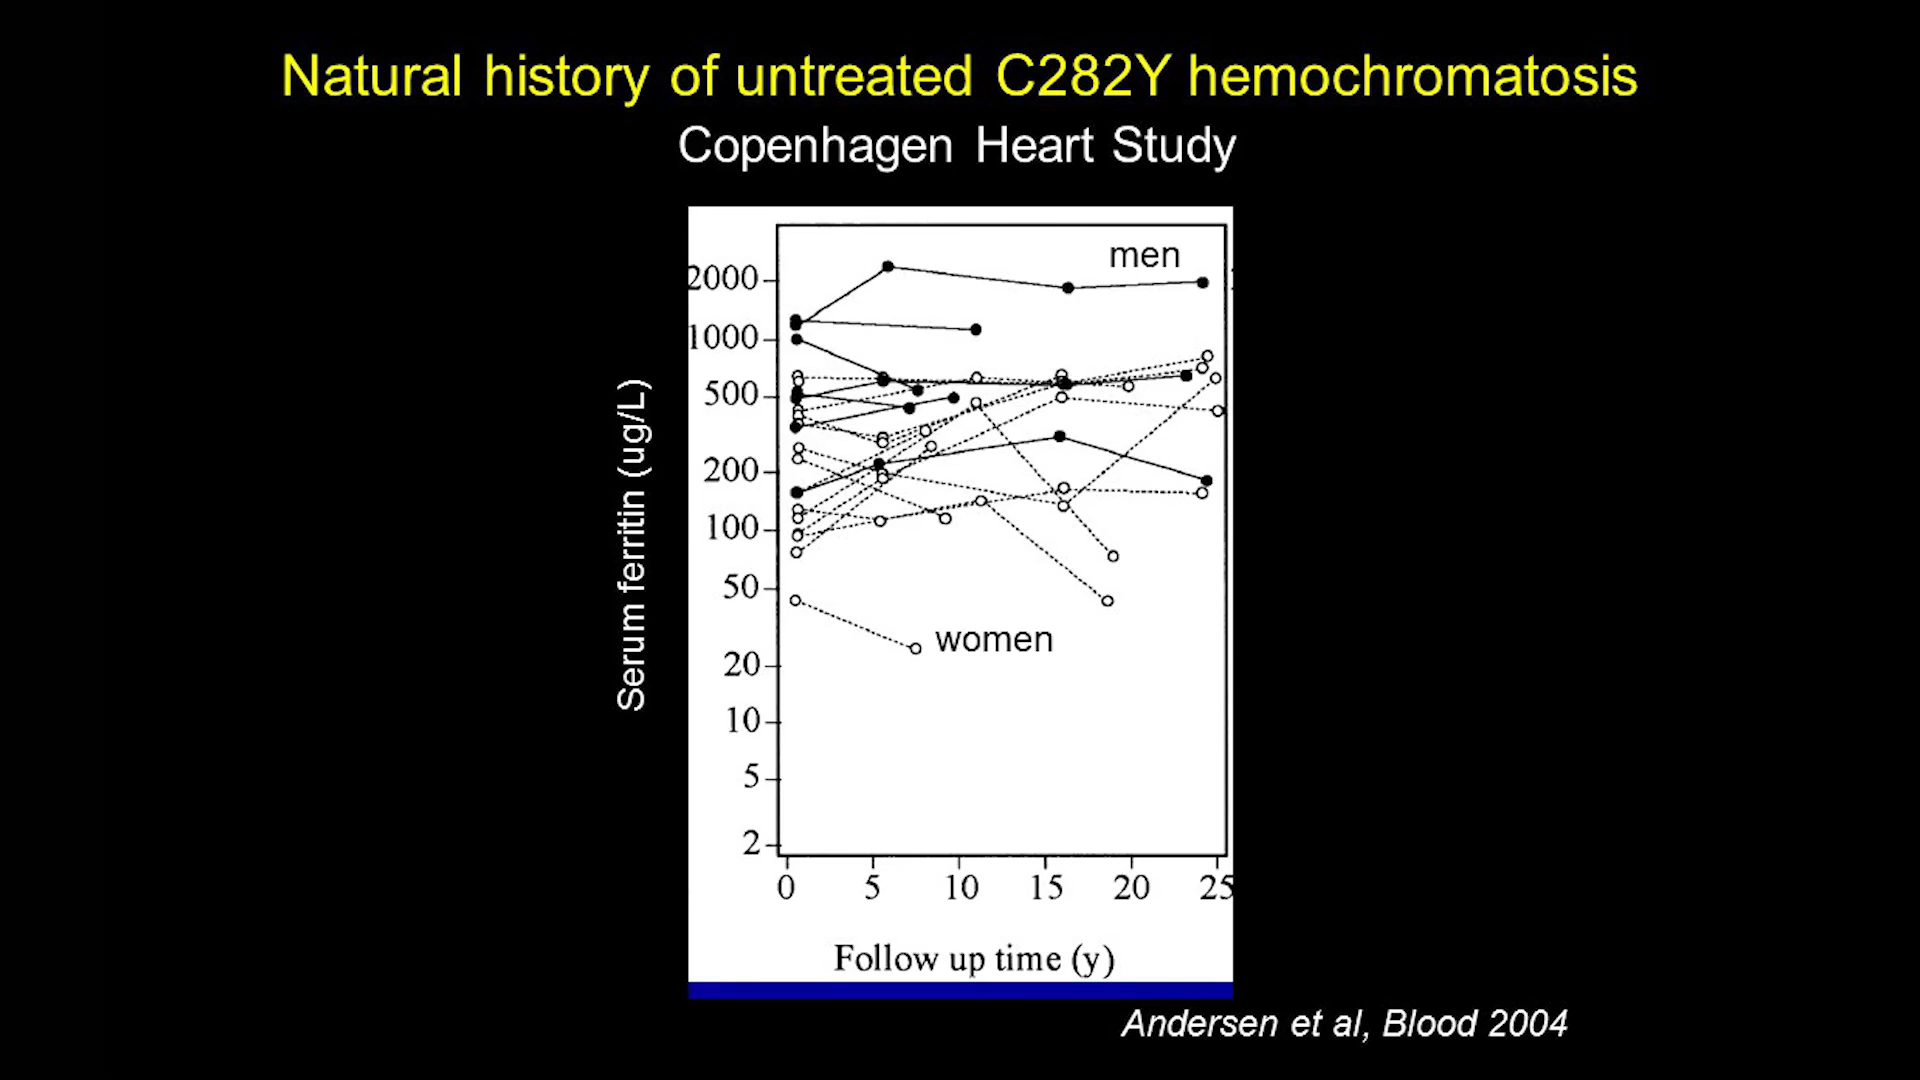 Natural history of untreated C282Y hemochromatosis
Copenhagen Heart Study
men
2000
1000
500
200
100
50
20
10
5
2
Serum ferritin (ug/L)
women
0 5 10 15 20 25
Follow up time (y)
Andersen et al, Blood 2004